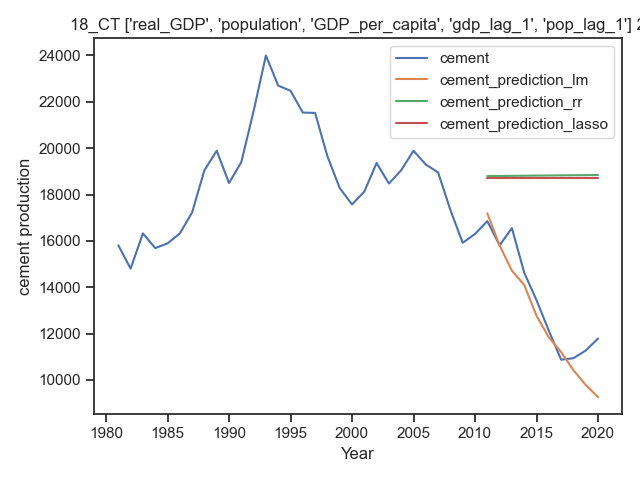 18_CT ['real_GDP', 'population', 'GDP_per_capita', 'gdp_lag_1', 'pop_lag_1']
cement
cement_prediction_lm
cement_prediction_rr
cement_prediction_lasso
24000
22000
20000
18000
16000
14000
12000
10000
cement production
1980 1985 1990 1995 2000 2005 2010 2015 2020
Year